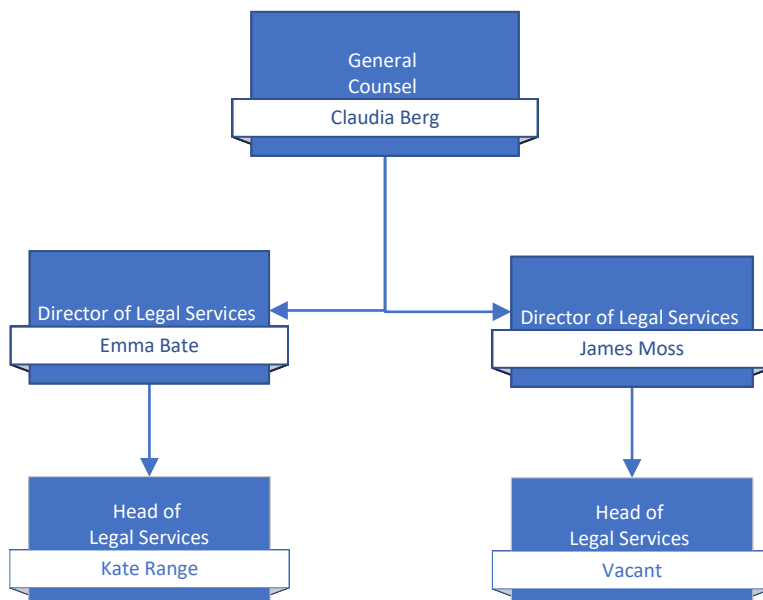 General
Counsel
Claudia Berg
Director of Legal Services
Emma Bate
Director of Legal Services
James Moss
Head of
Legal Services
Kate Range
Head of
Legal Services
Vacant